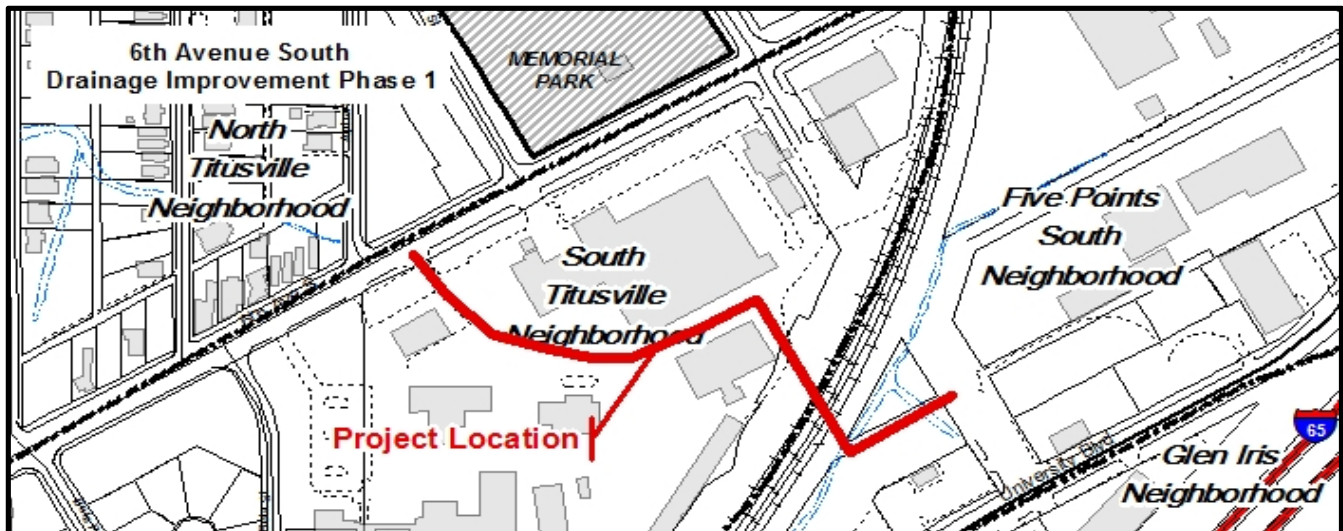 6th Avenue South
Drainage Improvement Phase 1
MEMORIAL
PARK
North
Titusville
Neighborhood
Five Points
South
Neighborhood
South
Titusville
Neighborhood
Project Location
65
University Blvd
Glen Iris
Neighborhood